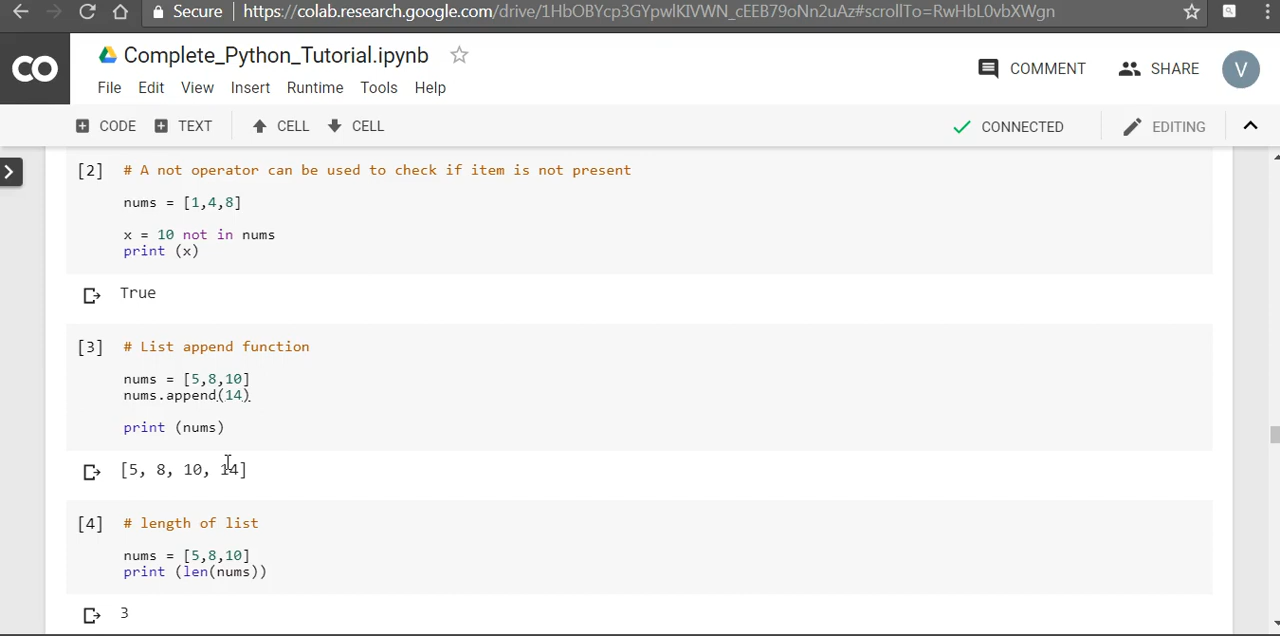 Secure https://colab.research.google.com/drive/1HbOBYcp3GYpwlKIVWN_cEEB79oNn2uAz#scrollTo=RwHbL0vbXWgn
CO Complete_Python_Tutorial.ipynb
File Edit View Insert Runtime Tools Help
COMMENT SHARE V
CODE TEXT CELL CELL CONNECTED EDITING
[2] # A not operator can be used to check if item is not present
nums = [1,4,8]
x = 10 not in nums
print (x)
True
[3] # List append function
nums = [5,8,10]
nums.append(14)
print (nums)
[5, 8, 10, 14]
[4] # length of list
nums = [5,8,10]
print (len(nums))
3